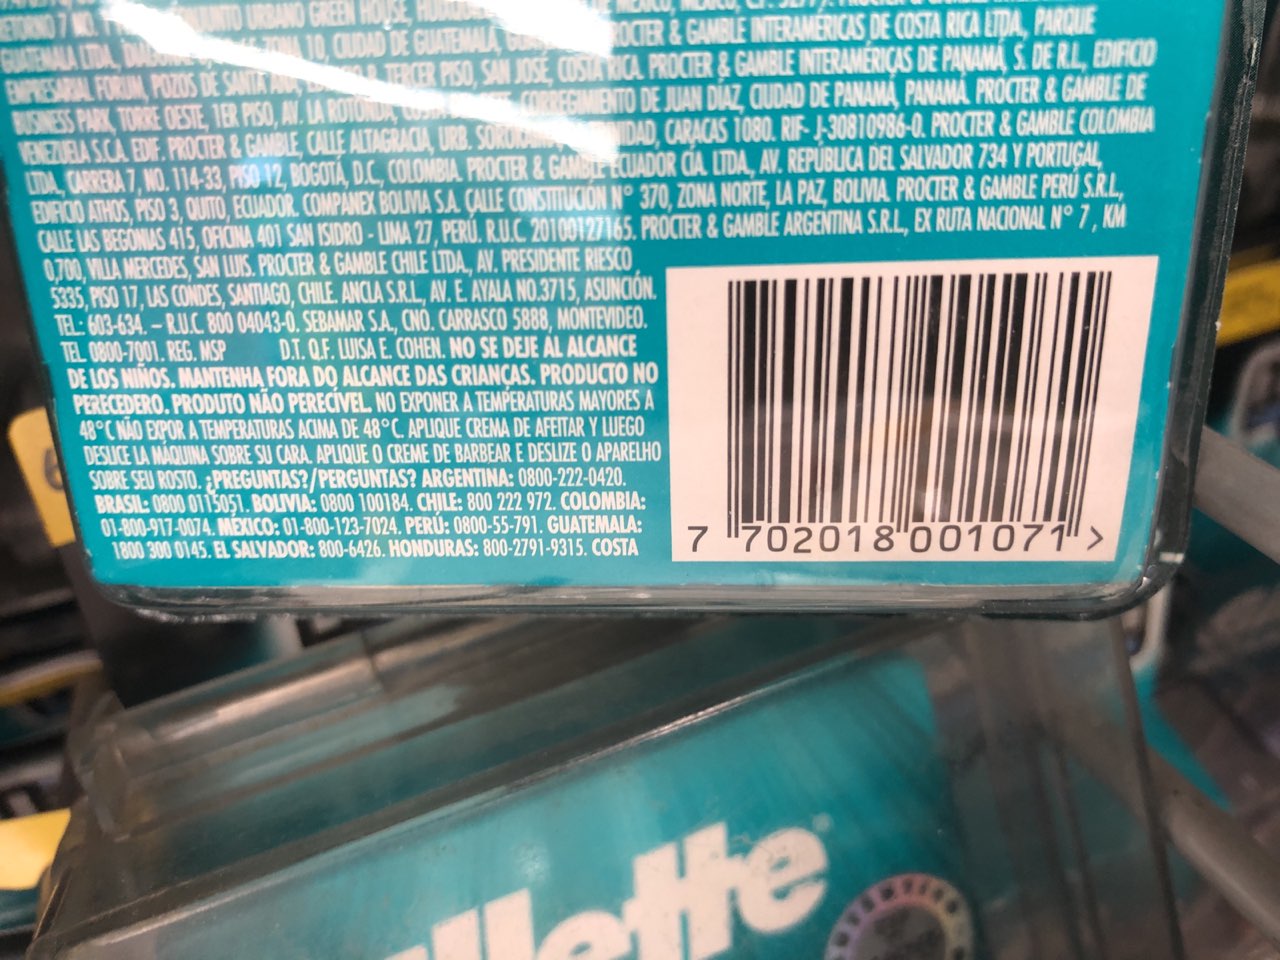 CONJUNTO URBANO GREEN HOUSE,
GUATEMALA LTDA, ZONA 10, CIUDAD DE GUATEMALA, PROCTER & GAMBLE INTERAMÉRICAS DE COSTA RICA LTDA, PARQUE
EMPRESARIAL FORUM, POZOS DE SANTA TERCER PISO, SAN JOSÉ, COSTA RICA. PROCTER & GAMBLE INTERAMÉRICAS DE PANAMÁ, S. DE R.L, EDIFICIO
BUSINESS PARK, TORRE OESTE, 1ER PISO, AV. LA ROTONDA, CORREGIMIENTO DE JUAN DÍAZ, CIUDAD DE PANAMÁ, PANAMÁ. PROCTER & GAMBLE DE
VENEZUELA S.C.A. EDIF. PROCTER & GAMBLE, CALLE ALTAGRACIA, URB. CARACAS 1080. RIF- J-30810986-0. PROCTER & GAMBLE COLOMBIA
LTDA, CARRERA 7, NO. 114-33, PISO 12, BOGOTÁ, D.C, COLOMBIA. PROCTER & GAMBLE ECUADOR CÍA. LTDA, AV. REPÚBLICA DEL SALVADOR 734 Y PORTUGAL,
EDIFICIO ATHOS, PISO 3, QUITO, ECUADOR. COMPANEX BOLIVIA S.A. CALLE CONSTITUCIÓN N° 370, ZONA NORTE, LA PAZ, BOLIVIA. PROCTER & GAMBLE PERÚ S.R.L,
CALLE LAS BEGONIAS 415, OFICINA 401 SAN ISIDRO - LIMA 27, PERÚ. R.U.C. 20100127165. PROCTER & GAMBLE ARGENTINA S.R.L, EX RUTA NACIONAL N° 7, KM
0,700, VILLA MERCEDES, SAN LUIS. PROCTER & GAMBLE CHILE LTDA., AV. PRESIDENTE RIESCO
5335, PISO 17, LAS CONDES, SANTIAGO, CHILE. ANCLA S.R.L, AV. E. AYALA NO.3715, ASUNCIÓN.
TEL: 603-634. – R.U.C. 800 04043-0. SEBAMAR S.A., CNO. CARRASCO 5888, MONTEVIDEO.
TEL. 0800-7001. REG. MSP D.T. Q.F. LUISA E. COHEN. NO SE DEJE AL ALCANCE
DE LOS NIÑOS. MANTENHA FORA DO ALCANCE DAS CRIANÇAS. PRODUCTO NO
PERECEDERO. PRODUTO NÃO PERECÍVEL. NO EXPONER A TEMPERATURAS MAYORES A
48°C NÃO EXPOR A TEMPERATURAS ACIMA DE 48°C. APLIQUE CREMA DE AFEITAR Y LUEGO
DESLICE LA MÁQUINA SOBRE SU CARA. APLIQUE O CREME DE BARBEAR E DESLIZE O APARELHO
SOBRE SEU ROSTO. ¿PREGUNTAS?/PERGUNTAS? ARGENTINA: 0800-222-0420.
BRASIL: 0800 0115051. BOLIVIA: 0800 100184. CHILE: 800 222 972. COLOMBIA:
01-800-917-0074. MÉXICO: 01-800-123-7024. PERÚ: 0800-55-791. GUATEMALA:
1800 300 0145. EL SALVADOR: 800-6426. HONDURAS: 800-2791-9315. COSTA
7 702018 001071 >
llette